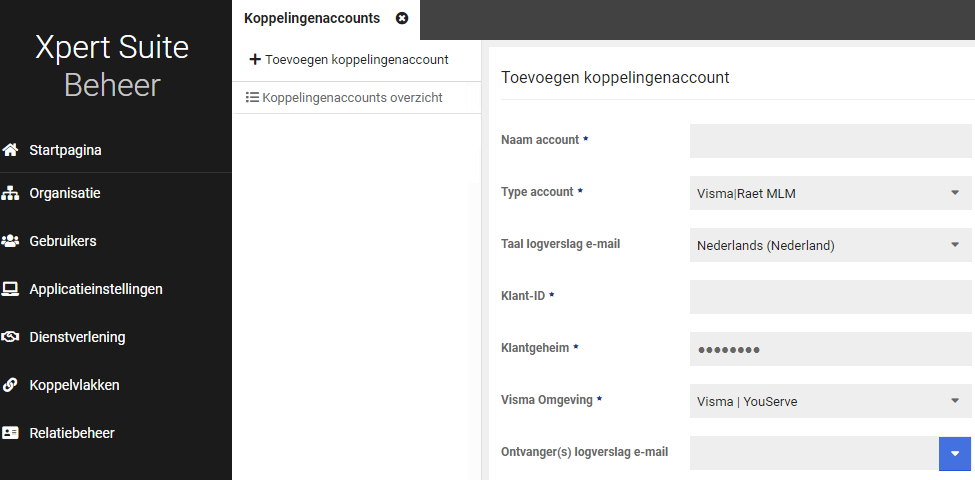 Koppelingenaccounts
Xpert Suite
Beheer
Startpagina
Organisatie
Gebruikers
Applicatieinstellingen
Dienstverlening
Koppelvlakken
Relatiebeheer
Toevoegen koppelingenaccount
Koppelingenaccounts overzicht
Toevoegen koppelingenaccount
Naam account *
Type account * Visma|Raet MLM
Taal logverslag e-mail Nederlands (Nederland)
Klant-ID *
Klantgeheim * ●●●●●●●●
Visma Omgeving * Visma | YouServe
Ontvanger(s) logverslag e-mail